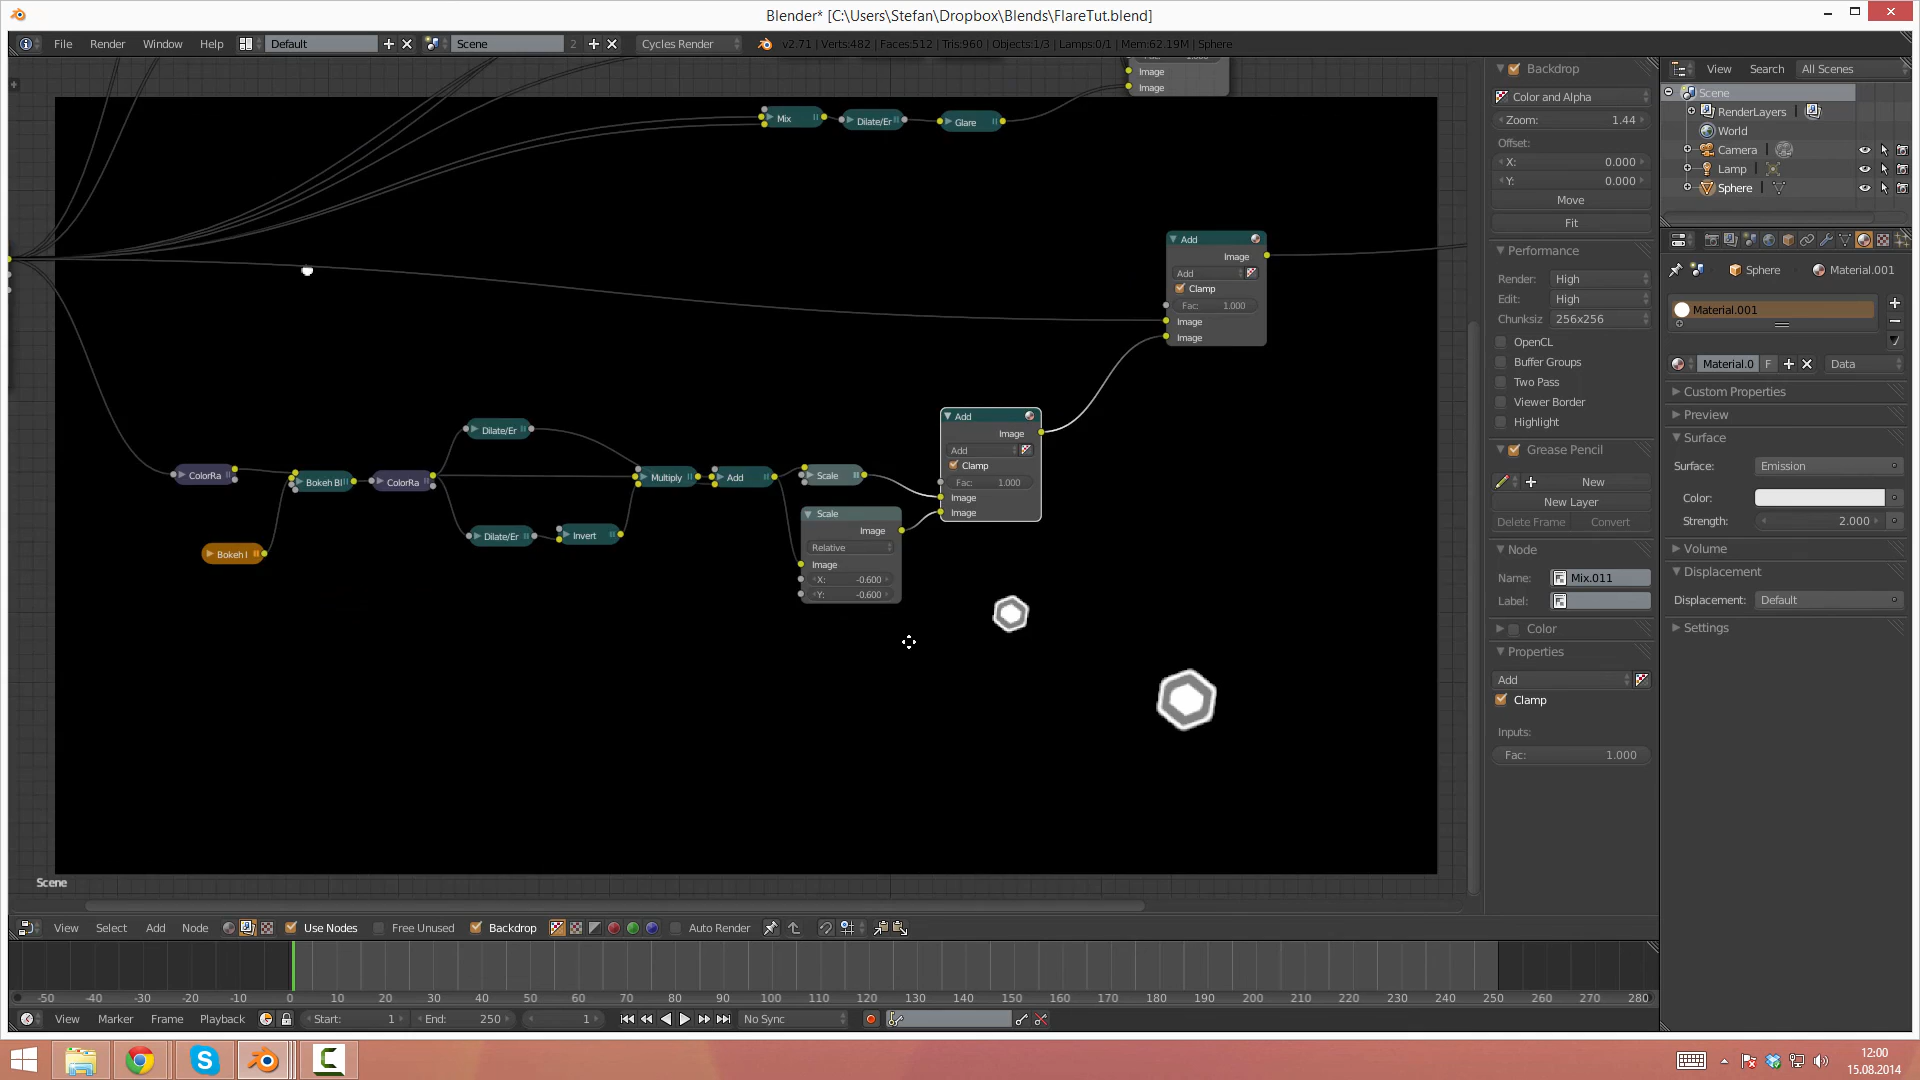 Blender* [C:\Users\Stefan\Dropbox\Blends\FlareTut.blend]
File Render Window Help Default Scene 2 Cycles Render v2.71 | Verts:482 | Faces:512 | Tris:960 | Objects:1/3 | Lamps:0/1 | Mem:62.19M | Sphere
Image
Image
Mix
Dilate/Er
Glare
Add
Image
Add
Clamp
Fac: 1.000
Image
Image
Add
Image
Add
Clamp
Fac: 1.000
Image
Image
Dilate/Er
ColorRa
Bokeh Bl
ColorRa
Multiply
Add
Scale
Dilate/Er
Invert
Bokeh I
Scale
Image
Relative
Image
X: -0.600
Y: -0.600
Scene
Backdrop
Color and Alpha
Zoom: 1.44
Offset:
X: 0.000
Y: 0.000
Move
Fit
Performance
Render: High
Edit: High
Chunksiz 256x256
OpenCL
Buffer Groups
Two Pass
Viewer Border
Highlight
Grease Pencil
New
New Layer
Delete Frame Convert
Node
Name: Mix.011
Label:
Color
Properties
Add
Clamp
Inputs:
Fac: 1.000
View Search All Scenes
Scene
RenderLayers
World
Camera
Lamp
Sphere
Sphere Material.001
Material.001
Material.0 F Data
Custom Properties
Preview
Surface
Surface: Emission
Color:
Strength: 2.000
Volume
Displacement
Displacement: Default
Settings
View Select Add Node Use Nodes Free Unused Backdrop Auto Render
-50 -40 -30 -20 -10 0 10 20 30 40 50 60 70 80 90 100 110 120 130 140 150 160 170 180 190 200 210 220 230 240 250 260 270 280
View Marker Frame Playback Start: 1 End: 250 1 No Sync
12:00
15.08.2014